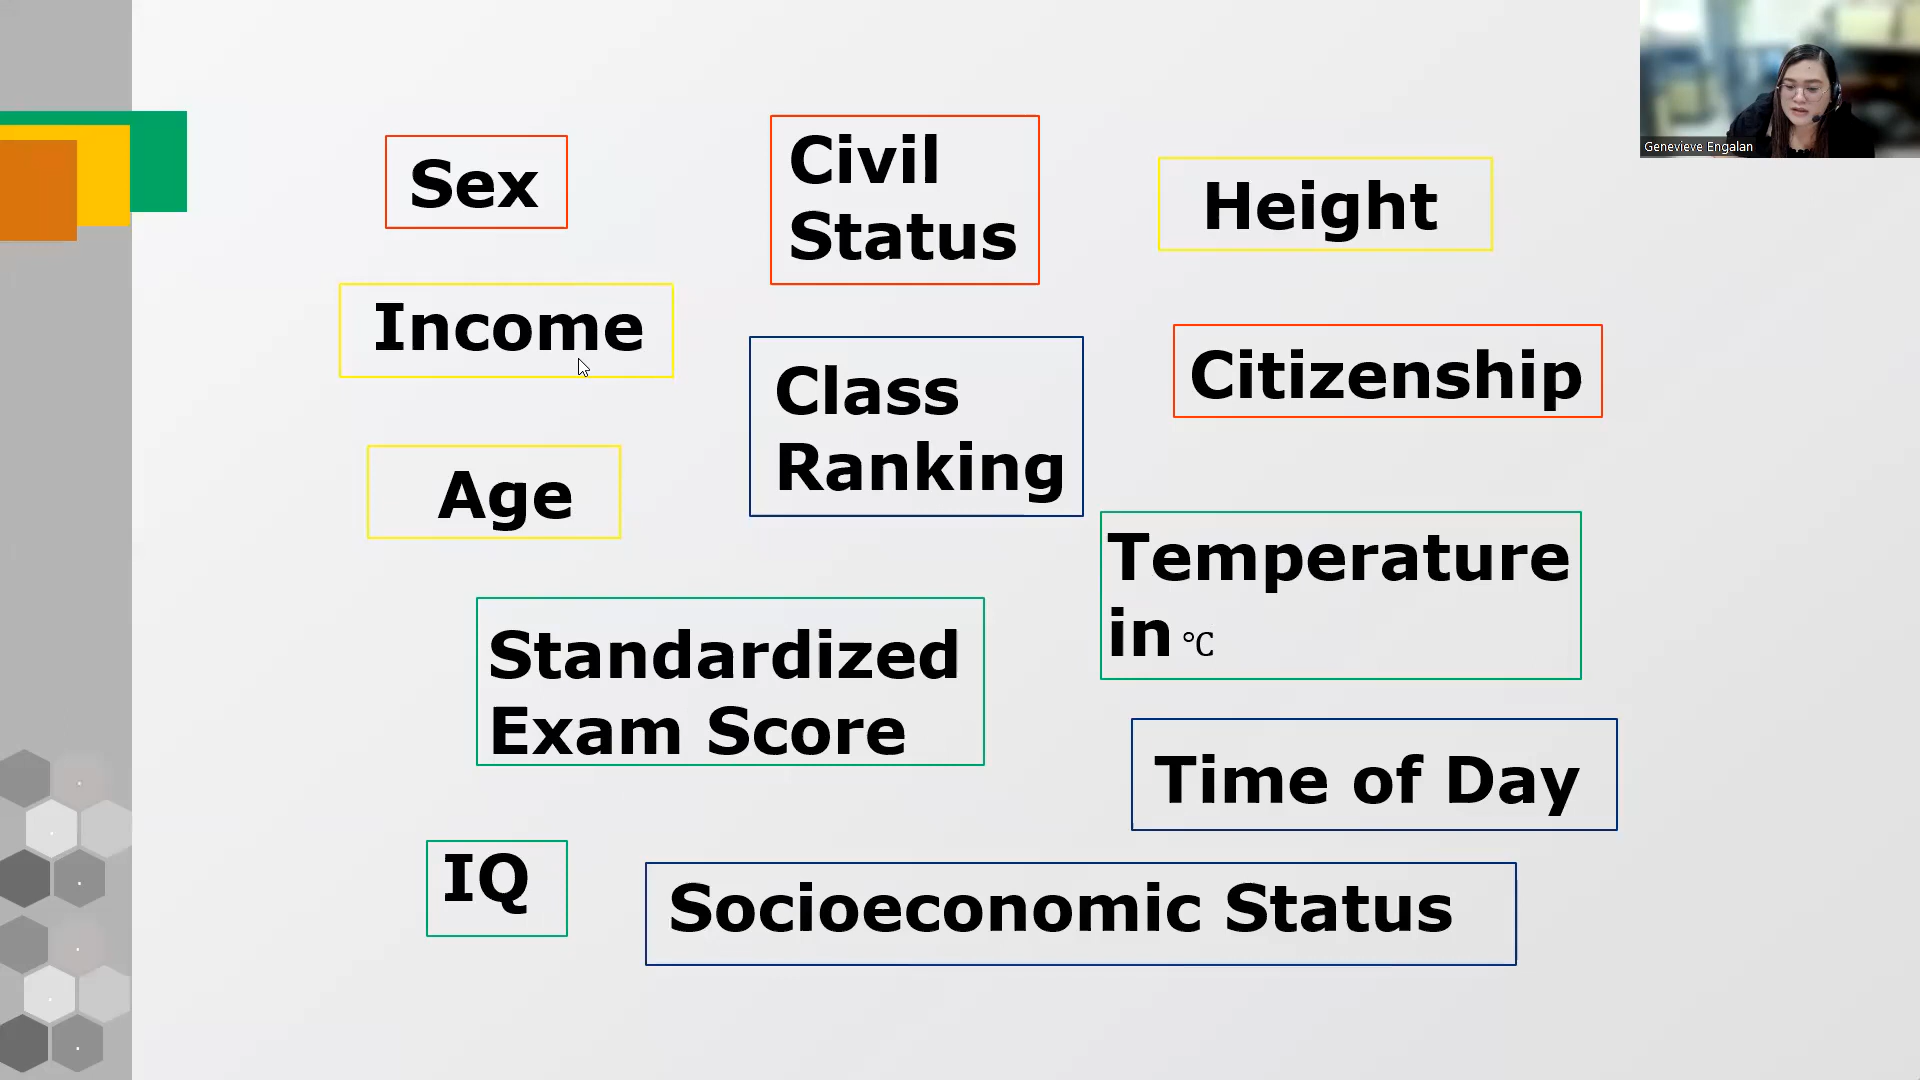 Sex
Civil
Status
Height
Income
Class
Ranking
Citizenship
Age
Temperature
in °C
Standardized
Exam Score
Time of Day
IQ
Socioeconomic Status
Genevieve Engalan